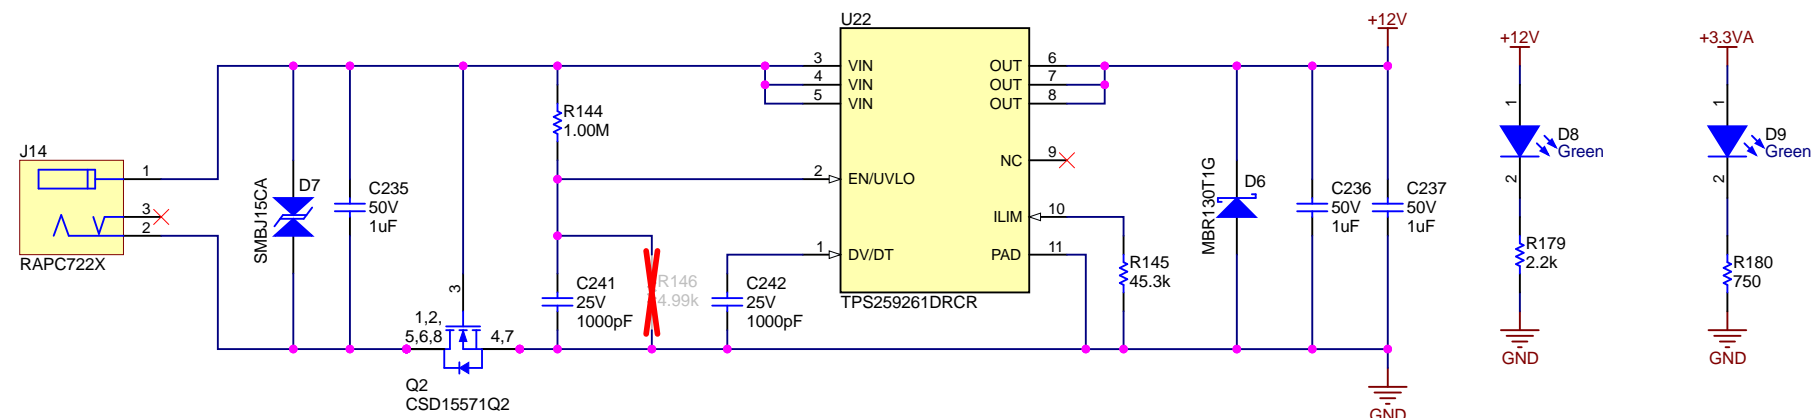 J14
1
3
2
RAPC722X
SMBJ15CA
D7
C235
50V
1uF
3
1,2,
5,6,8
4,7
Q2
CSD15571Q2
R144
1.00M
C241
25V
1000pF
R146
4.99k
C242
25V
1000pF
U22
3 VIN
4 VIN
5 VIN
2 EN/UVLO
1 DV/DT
OUT 6
OUT 7
OUT 8
NC 9
ILIM 10
PAD 11
TPS259261DRCR
R145
45.3k
MBR130T1G
D6
C236
50V
1uF
C237
50V
1uF
+12V
GND
+12V
1
D8
Green
2
R179
2.2k
GND
+3.3VA
1
D9
Green
2
R180
750
GND